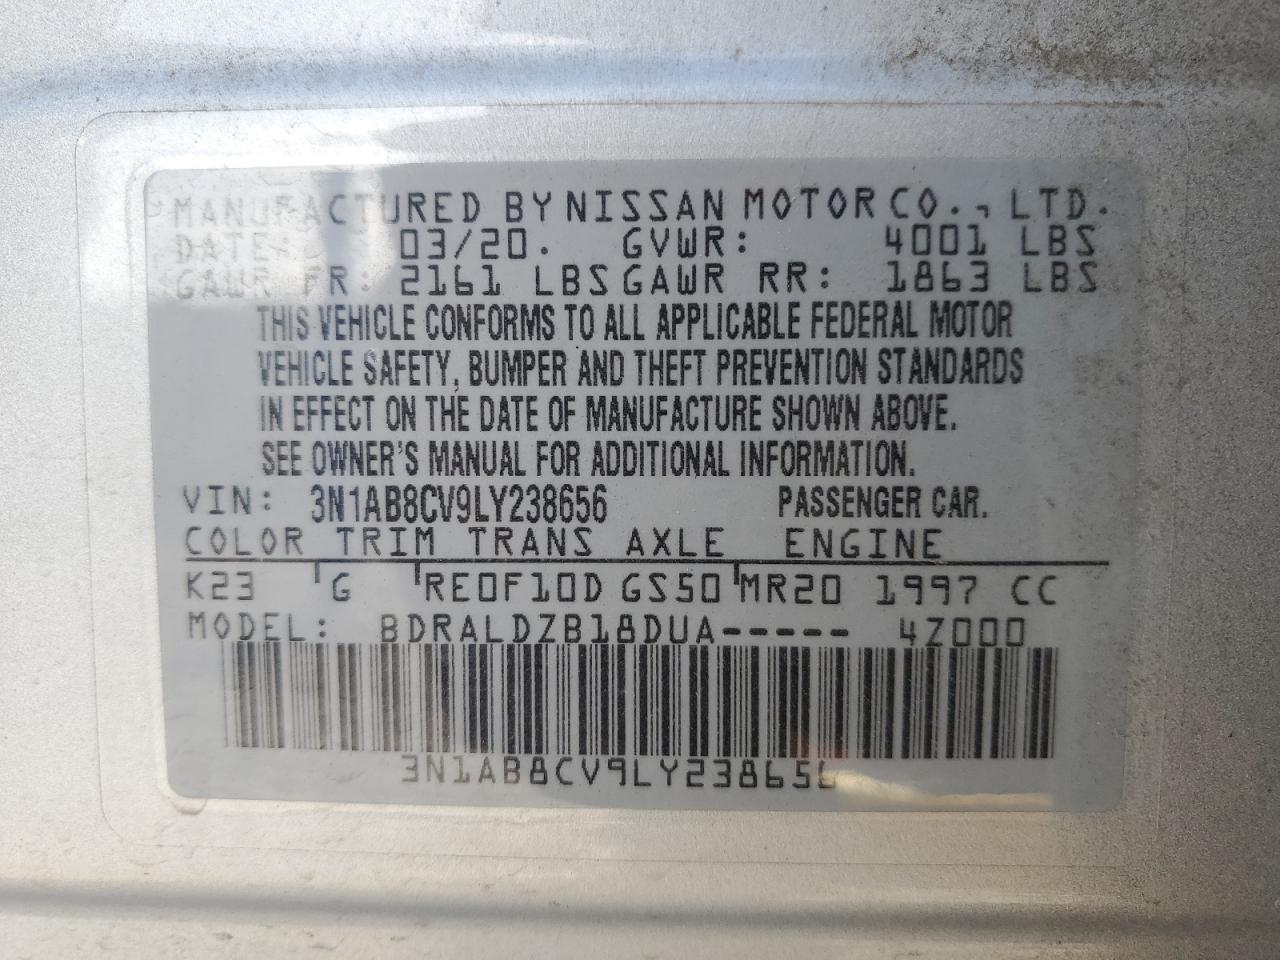 MANUFACTURED BY NISSAN MOTOR CO., LTD.
DATE: 03/20. GVWR: 4001 LBS
GAWR FR: 2161 LBS GAWR RR: 1863 LBS
THIS VEHICLE CONFORMS TO ALL APPLICABLE FEDERAL MOTOR
VEHICLE SAFETY, BUMPER AND THEFT PREVENTION STANDARDS
IN EFFECT ON THE DATE OF MANUFACTURE SHOWN ABOVE.
SEE OWNER'S MANUAL FOR ADDITIONAL INFORMATION.
VIN: 3N1AB8CV9LY238656 PASSENGER CAR.
COLOR TRIM TRANS AXLE ENGINE
K23 G RE0F10D GS50 MR20 1997 CC
MODEL: BDRALDZB18DUA----- 4Z000
3N1AB8CV9LY238656